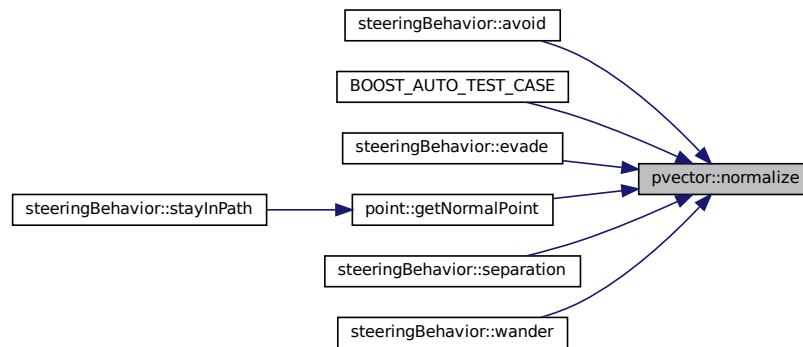 steeringBehavior::avoid
BOOST_AUTO_TEST_CASE
steeringBehavior::evade
pvector::normalize
steeringBehavior::stayInPath
point::getNormalPoint
steeringBehavior::separation
steeringBehavior::wander